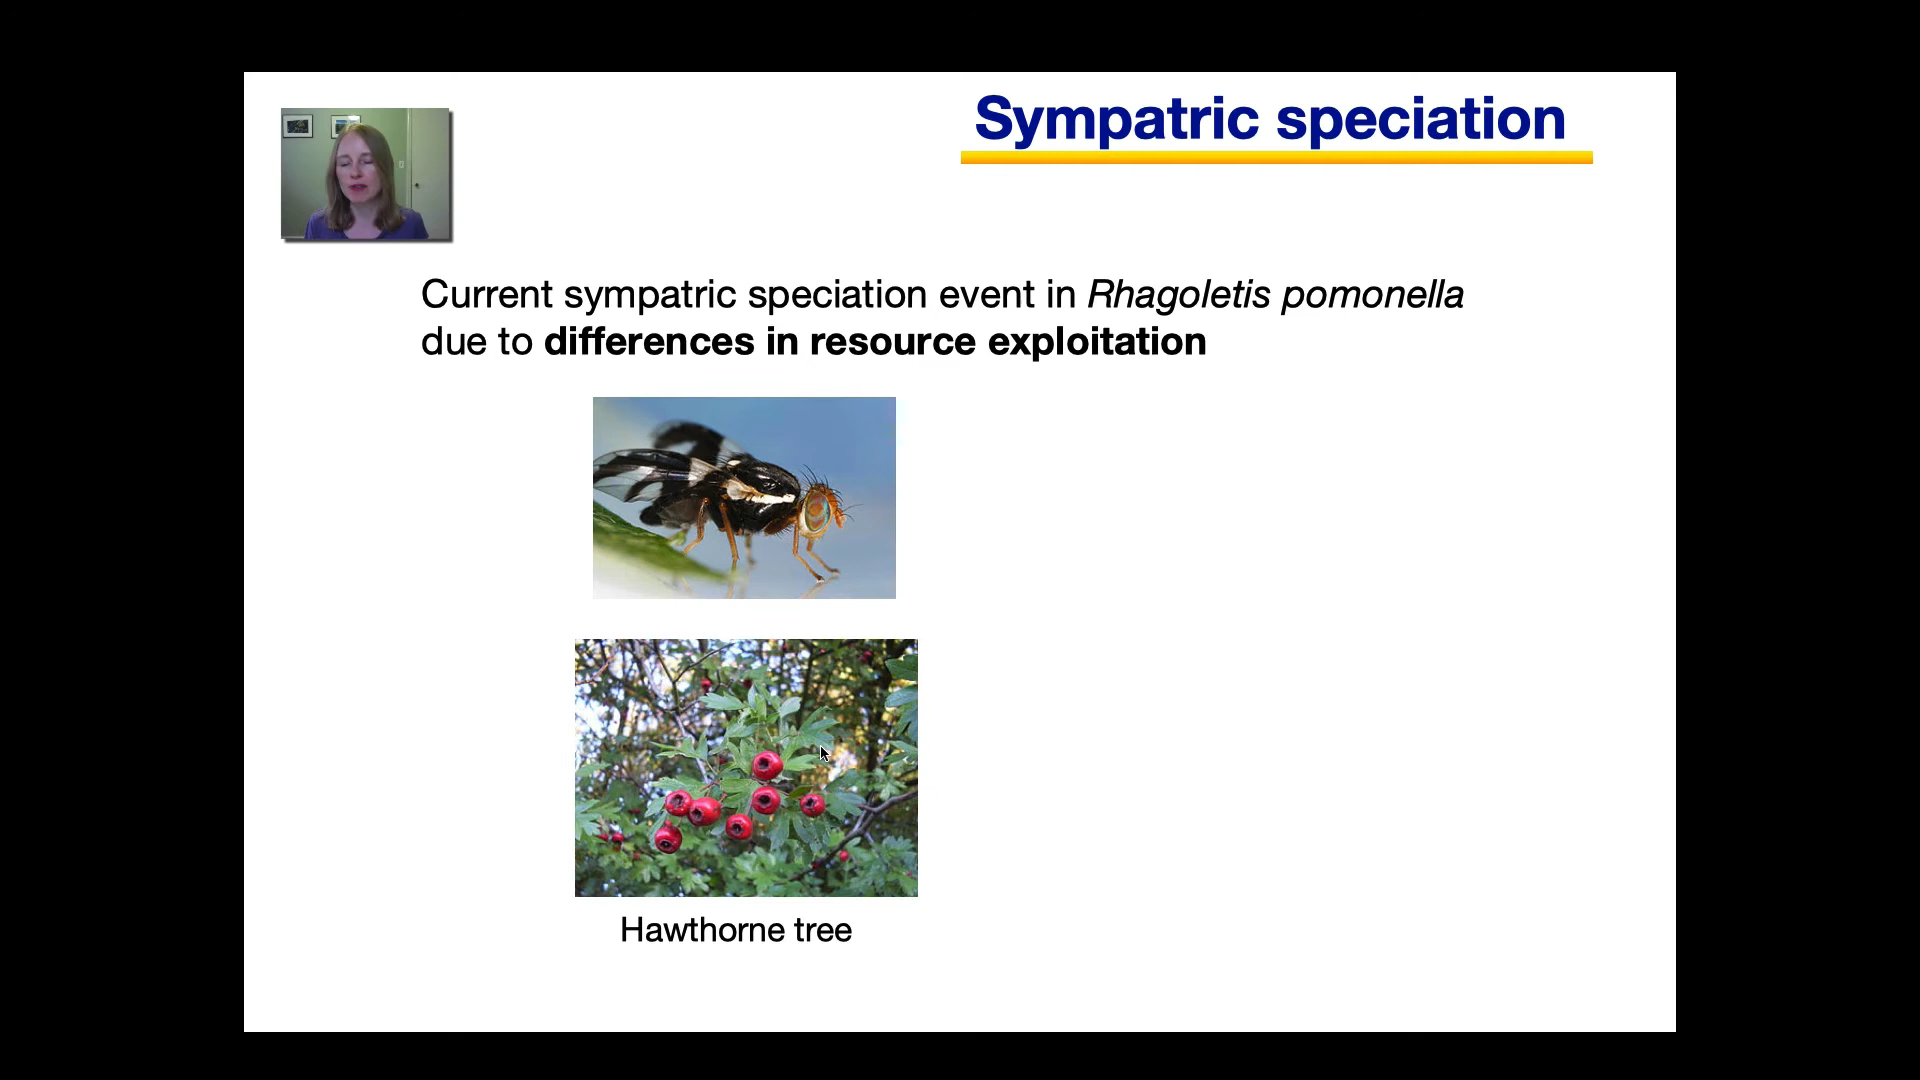 Sympatric speciation
Current sympatric speciation event in Rhagoletis pomonella
due to differences in resource exploitation
Hawthorne tree